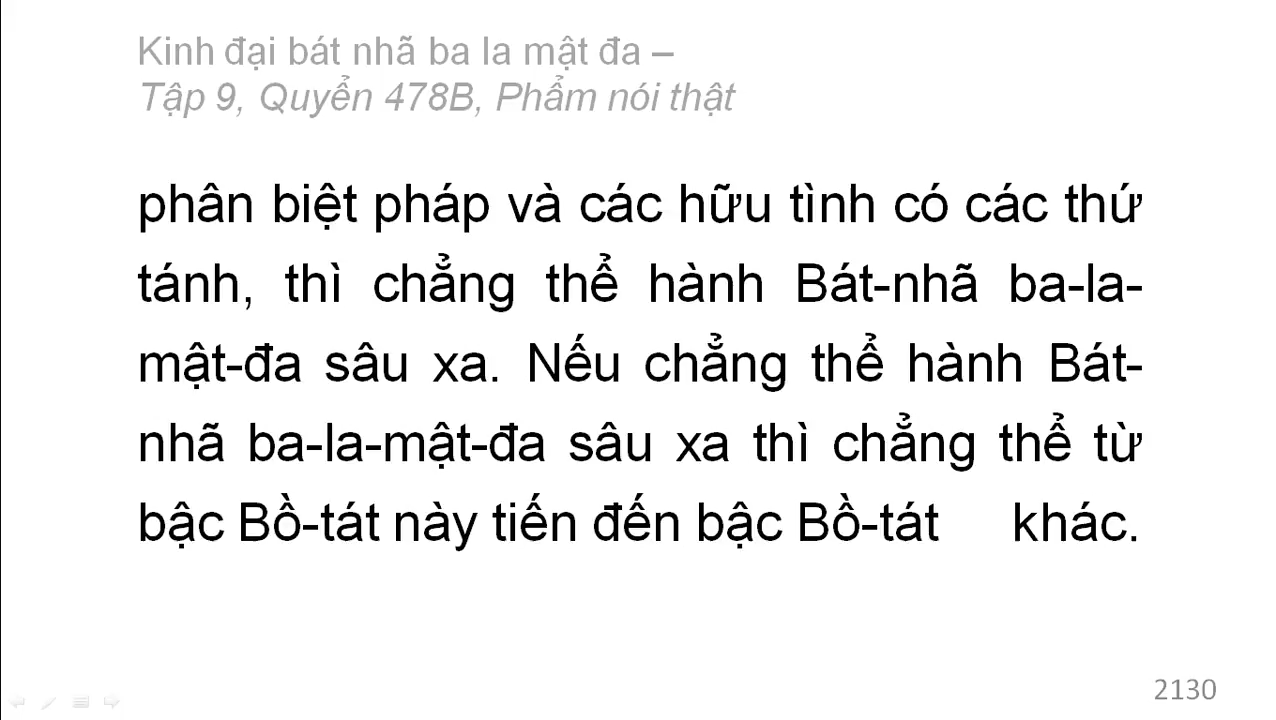 Kinh đại bát nhã ba la mật đa –
Tập 9, Quyển 478B, Phẩm nói thật
phân biệt pháp và các hữu tình có các thứ
tánh, thì chẳng thể hành Bát-nhã ba-la-
mật-đa sâu xa. Nếu chẳng thể hành Bát-
nhã ba-la-mật-đa sâu xa thì chẳng thể từ
bậc Bồ-tát này tiến đến bậc Bồ-tát khác.
2130